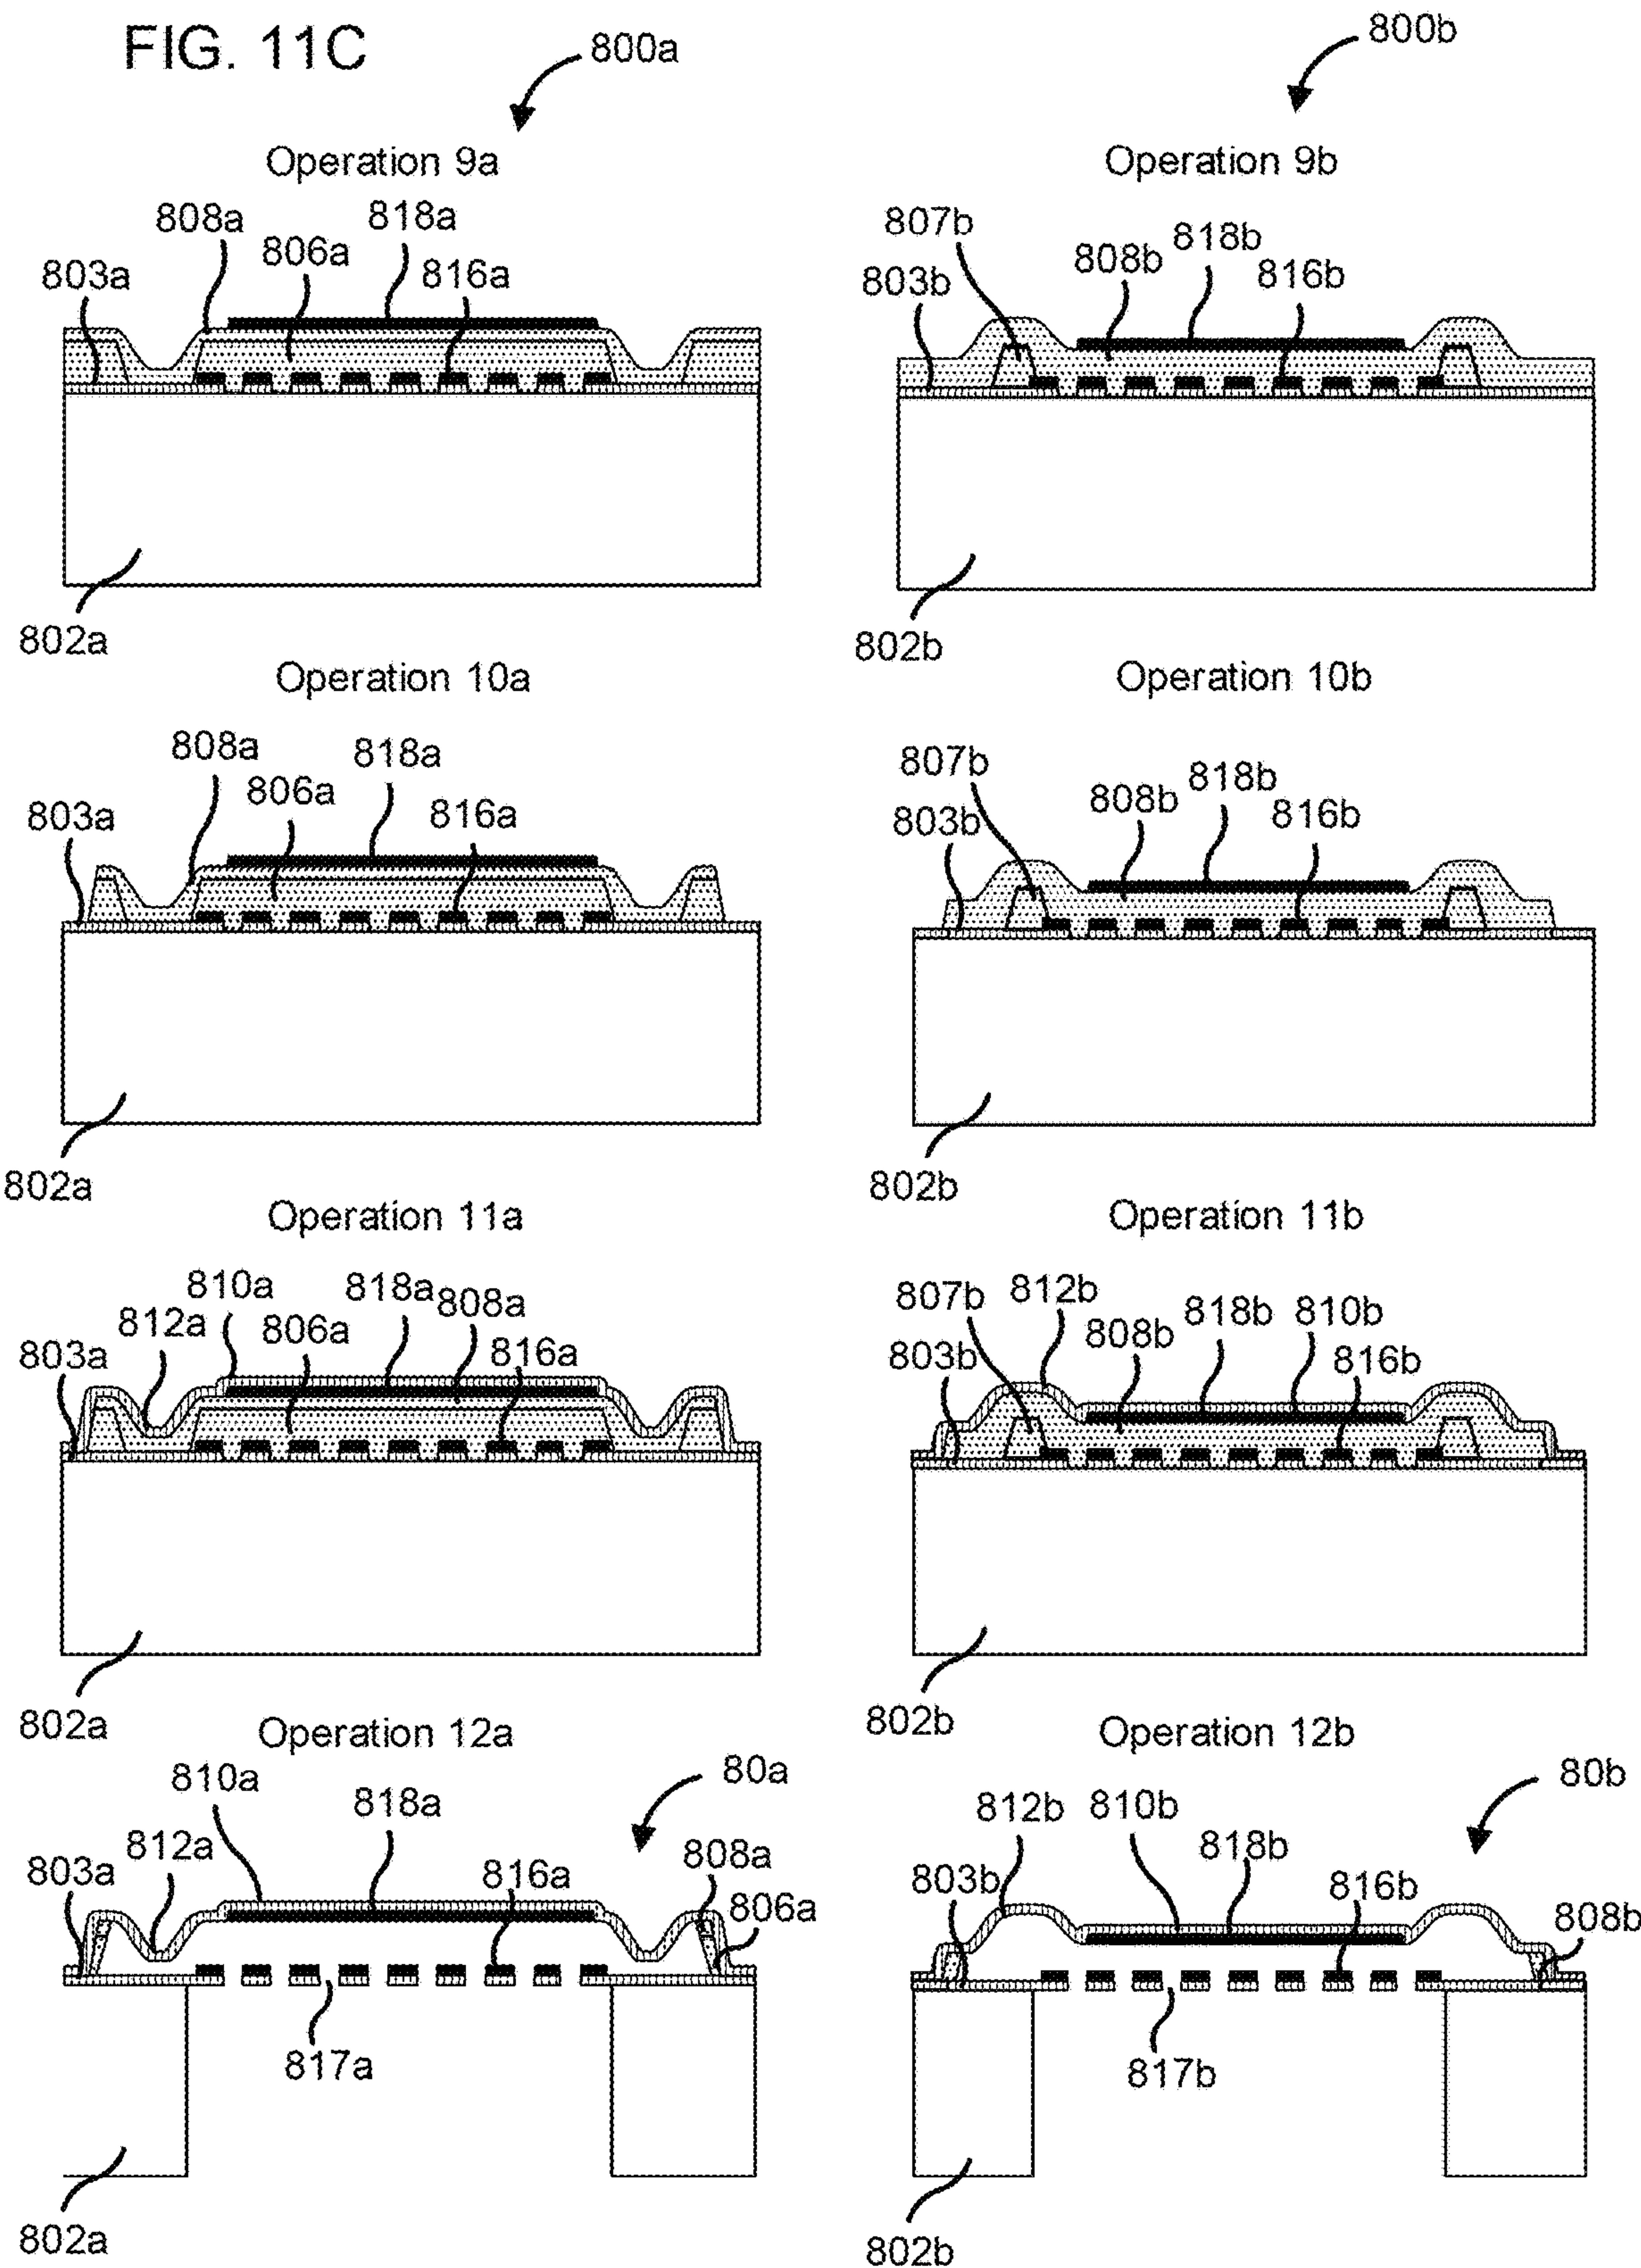 FIG. 11C
800a
800b
Operation 9a
808a
818a
806a
803a
816a
802a
Operation 9b
807b
818b
808b
803b
816b
802b
Operation 10a
808a
818a
806a
803a
816a
802a
Operation 10b
807b
818b
808b
803b
816b
802b
Operation 11a
810a
818a
808a
812a
806a
803a
816a
802a
Operation 11b
807b
812b
818b
810b
808b
803b
816b
802b
Operation 12a
80a
810a
818a
812a
803a
816a
808a
806a
817a
802a
Operation 12b
80b
812b
810b
818b
803b
816b
808b
817b
802b